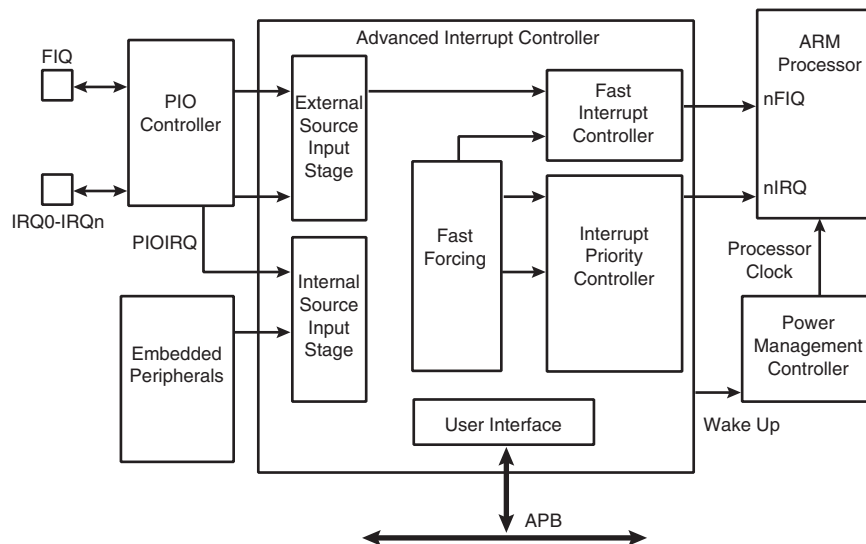 Advanced Interrupt Controller
FIQ
PIO
Controller
External
Source
Input
Stage
Fast
Interrupt
Controller
ARM
Processor
nFIQ
nIRQ
IRQ0-IRQn
PIOIRQ
Fast
Forcing
Interrupt
Priority
Controller
Internal
Source
Input
Stage
Processor
Clock
Embedded
Peripherals
Power
Management
Controller
User Interface
Wake Up
APB